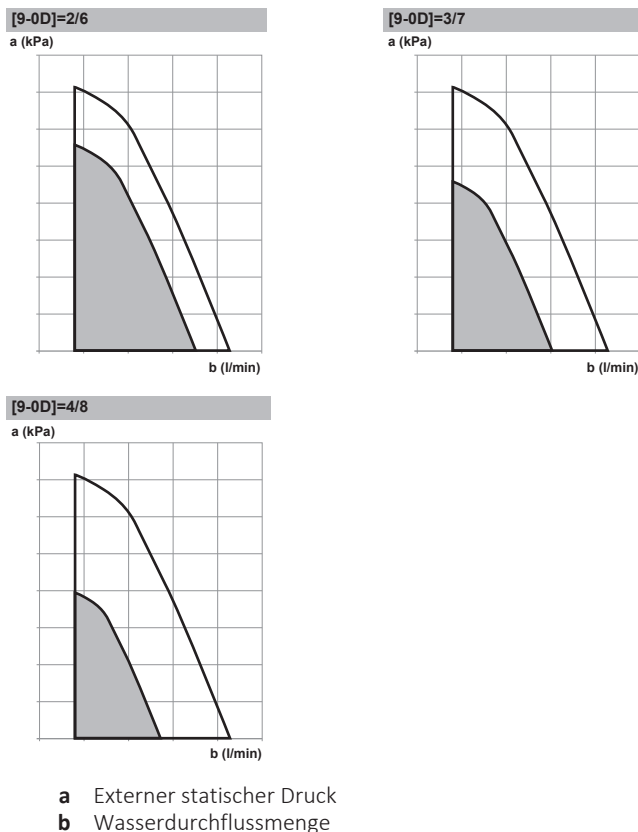 [9-0D]=2/6
a (kPa)
b (l/min)
[9-0D]=3/7
a (kPa)
b (l/min)
[9-0D]=4/8
a (kPa)
b (l/min)
a Externer statischer Druck
b Wasserdurchflussmenge